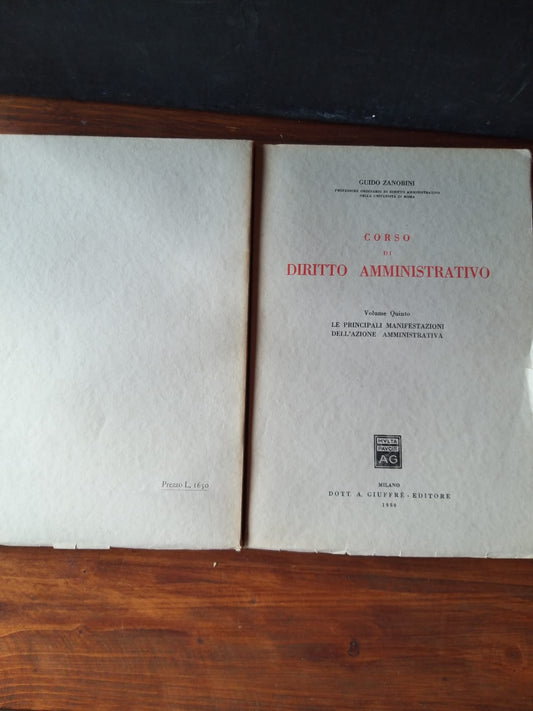 GUIDO ZANOBINI
PROFESSORE ORDINARIO DI DIRITTO AMMINISTRATIVO
NELLA UNIVERSITÀ DI ROMA
CORSO
DI
DIRITTO AMMINISTRATIVO
Volume Quinto
LE PRINCIPALI MANIFESTAZIONI
DELL'AZIONE AMMINISTRATIVA
MVLTA
PAVCIS
AG
MILANO
DOTT. A. GIUFFRÈ - EDITORE
1950
Prezzo L. 1650